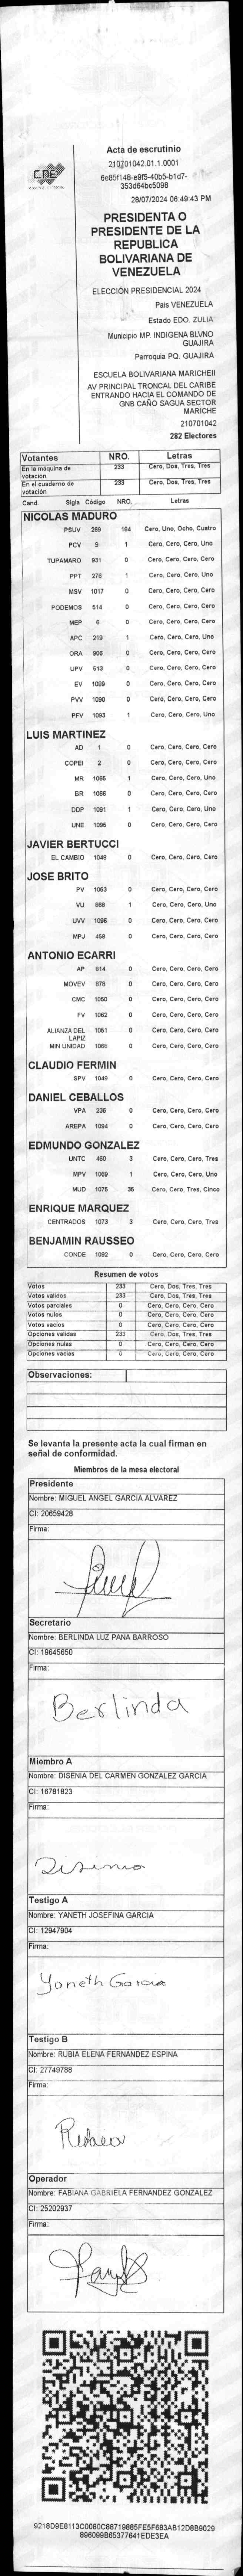 CNE
Acta de escrutinio
210701042.01.1.0001
6e85f148-e9f5-40b5-b1d7-
353d64bc5098
28/07/2024 06:49:43 PM
PRESIDENTA O
PRESIDENTE DE LA
REPUBLICA
BOLIVARIANA DE
VENEZUELA
ELECCIÓN PRESIDENCIAL 2024
Pais VENEZUELA
Estado EDO. ZULIA
Municipio MP. INDIGENA BLVNO
GUAJIRA
Parroquia PQ. GUAJIRA
ESCUELA BOLIVARIANA MARICHEII
AV PRINCIPAL TRONCAL DEL CARIBE
ENTRANDO HACIA EL COMANDO DE
GNB CAÑO SAGUA SECTOR
MARICHE
210701042
282 Electores
Votantes NRO. Letras
En la máquina de votación 233 Cero, Dos, Tres, Tres
En el cuaderno de votación 233 Cero, Dos, Tres, Tres
Cand. Sigla Código NRO. Letras
NICOLAS MADURO
PSUV 269 184 Cero, Uno, Ocho, Cuatro
PCV 9 1 Cero, Cero, Cero, Uno
TUPAMARO 931 0 Cero, Cero, Cero, Cero
PPT 276 1 Cero, Cero, Cero, Uno
MSV 1017 0 Cero, Cero, Cero, Cero
PODEMOS 514 0 Cero, Cero, Cero, Cero
MEP 6 0 Cero, Cero, Cero, Cero
APC 219 1 Cero, Cero, Cero, Uno
ORA 906 0 Cero, Cero, Cero, Cero
UPV 513 0 Cero, Cero, Cero, Cero
EV 1089 0 Cero, Cero, Cero, Cero
PVV 1090 0 Cero, Cero, Cero, Cero
PFV 1093 1 Cero, Cero, Cero, Uno
LUIS MARTINEZ
AD 1 0 Cero, Cero, Cero, Cero
COPEI 2 0 Cero, Cero, Cero, Cero
MR 1065 1 Cero, Cero, Cero, Uno
BR 1066 0 Cero, Cero, Cero, Cero
DDP 1091 1 Cero, Cero, Cero, Uno
UNE 1095 0 Cero, Cero, Cero, Cero
JAVIER BERTUCCI
EL CAMBIO 1048 0 Cero, Cero, Cero, Cero
JOSE BRITO
PV 1053 0 Cero, Cero, Cero, Cero
VU 868 1 Cero, Cero, Cero, Uno
UVV 1096 0 Cero, Cero, Cero, Cero
MPJ 458 0 Cero, Cero, Cero, Cero
ANTONIO ECARRI
AP 814 0 Cero, Cero, Cero, Cero
MOVEV 878 0 Cero, Cero, Cero, Cero
CMC 1050 0 Cero, Cero, Cero, Cero
FV 1052 0 Cero, Cero, Cero, Cero
ALIANZA DEL LAPIZ 1051 0 Cero, Cero, Cero, Cero
MIN UNIDAD 1068 0 Cero, Cero, Cero, Cero
CLAUDIO FERMIN
SPV 1049 0 Cero, Cero, Cero, Cero
DANIEL CEBALLOS
VPA 236 0 Cero, Cero, Cero, Cero
AREPA 1094 0 Cero, Cero, Cero, Cero
EDMUNDO GONZALEZ
UNTC 480 3 Cero, Cero, Cero, Tres
MPV 1069 1 Cero, Cero, Cero, Uno
MUD 1075 35 Cero, Cero, Tres, Cinco
ENRIQUE MARQUEZ
CENTRADOS 1073 3 Cero, Cero, Cero, Tres
BENJAMIN RAUSSEO
CONDE 1092 0 Cero, Cero, Cero, Cero
Resumen de votos
Votos 233 Cero, Dos, Tres, Tres
Votos validos 233 Cero, Dos, Tres, Tres
Votos parciales 0 Cero, Cero, Cero, Cero
Votos nulos 0 Cero, Cero, Cero, Cero
Votos vacios 0 Cero, Cero, Cero, Cero
Opciones validas 233 Cero, Dos, Tres, Tres
Opciones nulas 0 Cero, Cero, Cero, Cero
Opciones vacias 0 Cero, Cero, Cero, Cero
Observaciones:
Se levanta la presente acta la cual firman en
señal de conformidad.
Miembros de la mesa electoral
Presidente
Nombre: MIGUEL ANGEL GARCIA ALVAREZ
CI: 20659428
Firma:
Secretario
Nombre: BERLINDA LUZ PANA BARROSO
CI: 19645650
Firma:
Berlinda
Miembro A
Nombre: DISENIA DEL CARMEN GONZALEZ GARCIA
CI: 16781823
Firma:
Testigo A
Nombre: YANETH JOSEFINA GARCIA
CI: 12947904
Firma:
Yaneth Garcia
Testigo B
Nombre: RUBIA ELENA FERNANDEZ ESPINA
CI: 27749768
Firma:
Operador
Nombre: FABIANA GABRIELA FERNANDEZ GONZALEZ
CI: 25202937
Firma:
9218D9E8113C0080C88719885FE5F6B3AB12D8B9029
896099B65377641EDE3EA